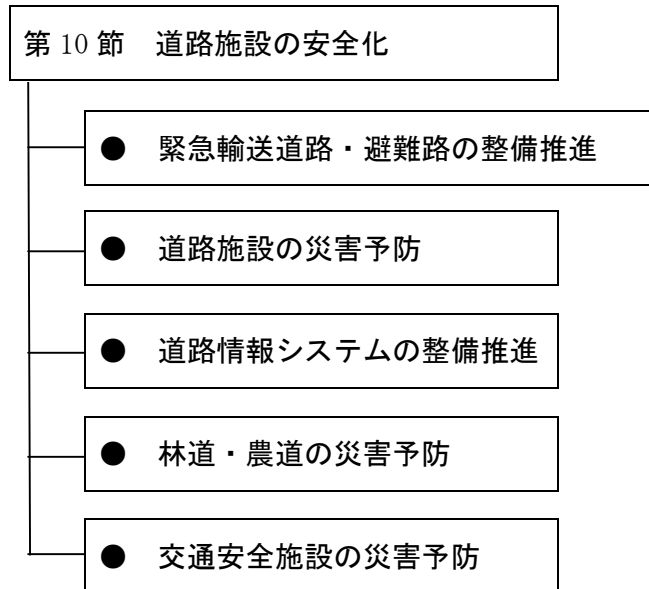 第 10 節　道路施設の安全化
●　緊急輸送道路・避難路の整備推進
●　道路施設の災害予防
●　道路情報システムの整備推進
●　林道・農道の災害予防
●　交通安全施設の災害予防